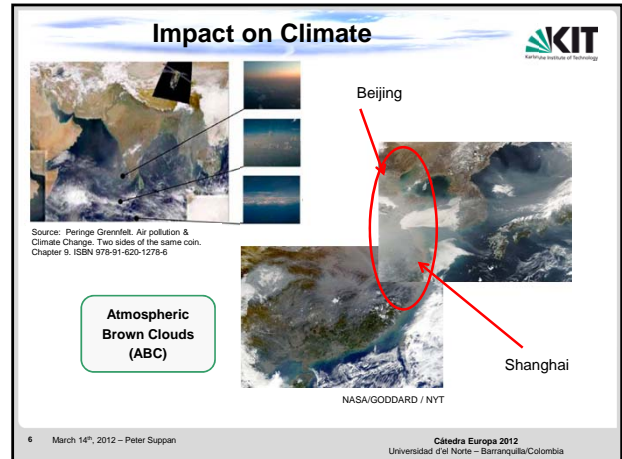 Impact on Climate
KIT
Karlsruhe Institute of Technology
Beijing
Source:  Peringe Grennfelt. Air pollution &
Climate Change. Two sides of the same coin.
Chapter 9. ISBN 978-91-620-1278-6
Atmospheric
Brown Clouds
(ABC)
Shanghai
NASA/GODDARD / NYT
6 March 14th, 2012 – Peter Suppan
Cátedra Europa 2012
Universidad d'el Norte – Barranquilla/Colombia